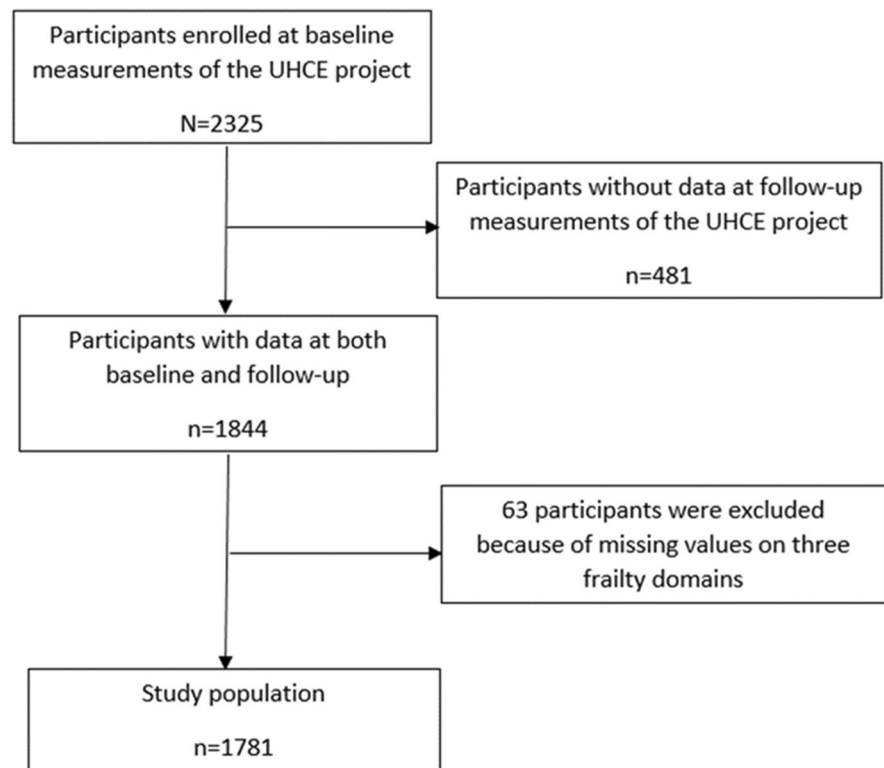 Participants enrolled at baseline
measurements of the UHCE project
N=2325
Participants without data at follow-up
measurements of the UHCE project
n=481
Participants with data at both
baseline and follow-up
n=1844
63 participants were excluded
because of missing values on three
frailty domains
Study population
n=1781